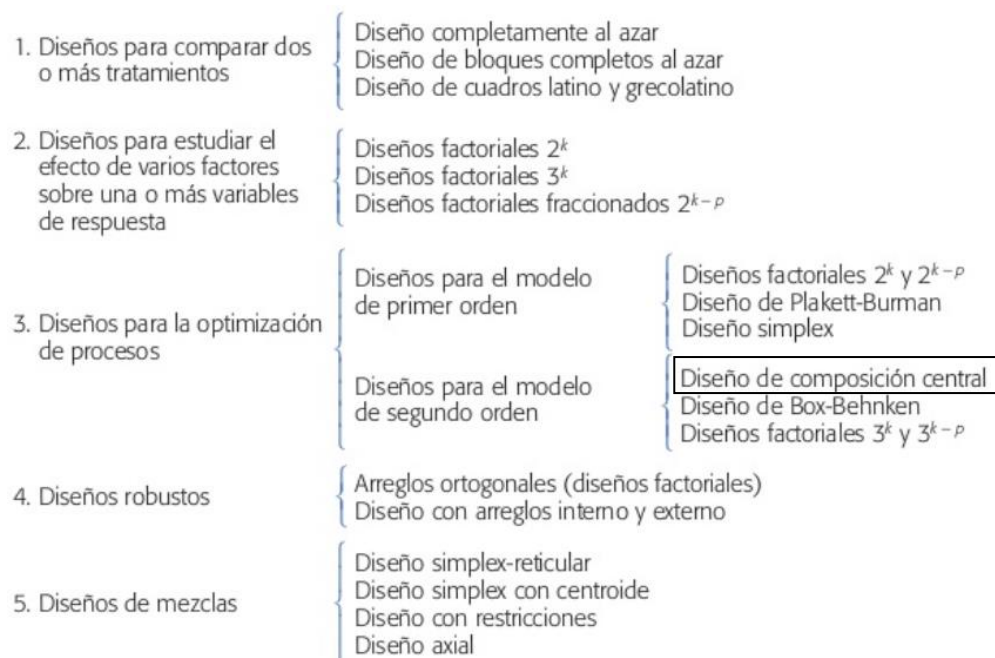 1. Diseños para comparar dos
o más tratamientos
Diseño completamente al azar
Diseño de bloques completos al azar
Diseño de cuadros latino y grecolatino
2. Diseños para estudiar el
efecto de varios factores
sobre una o más variables
de respuesta
Diseños factoriales 2^k
Diseños factoriales 3^k
Diseños factoriales fraccionados 2^{k-p}
3. Diseños para la optimización
de procesos
Diseños para el modelo
de primer orden
Diseños factoriales 2^k y 2^{k-p}
Diseño de Plakett-Burman
Diseño simplex
Diseños para el modelo
de segundo orden
Diseño de composición central
Diseño de Box-Behnken
Diseños factoriales 3^k y 3^{k-p}
4. Diseños robustos
Arreglos ortogonales (diseños factoriales)
Diseño con arreglos interno y externo
5. Diseños de mezclas
Diseño simplex-reticular
Diseño simplex con centroide
Diseño con restricciones
Diseño axial